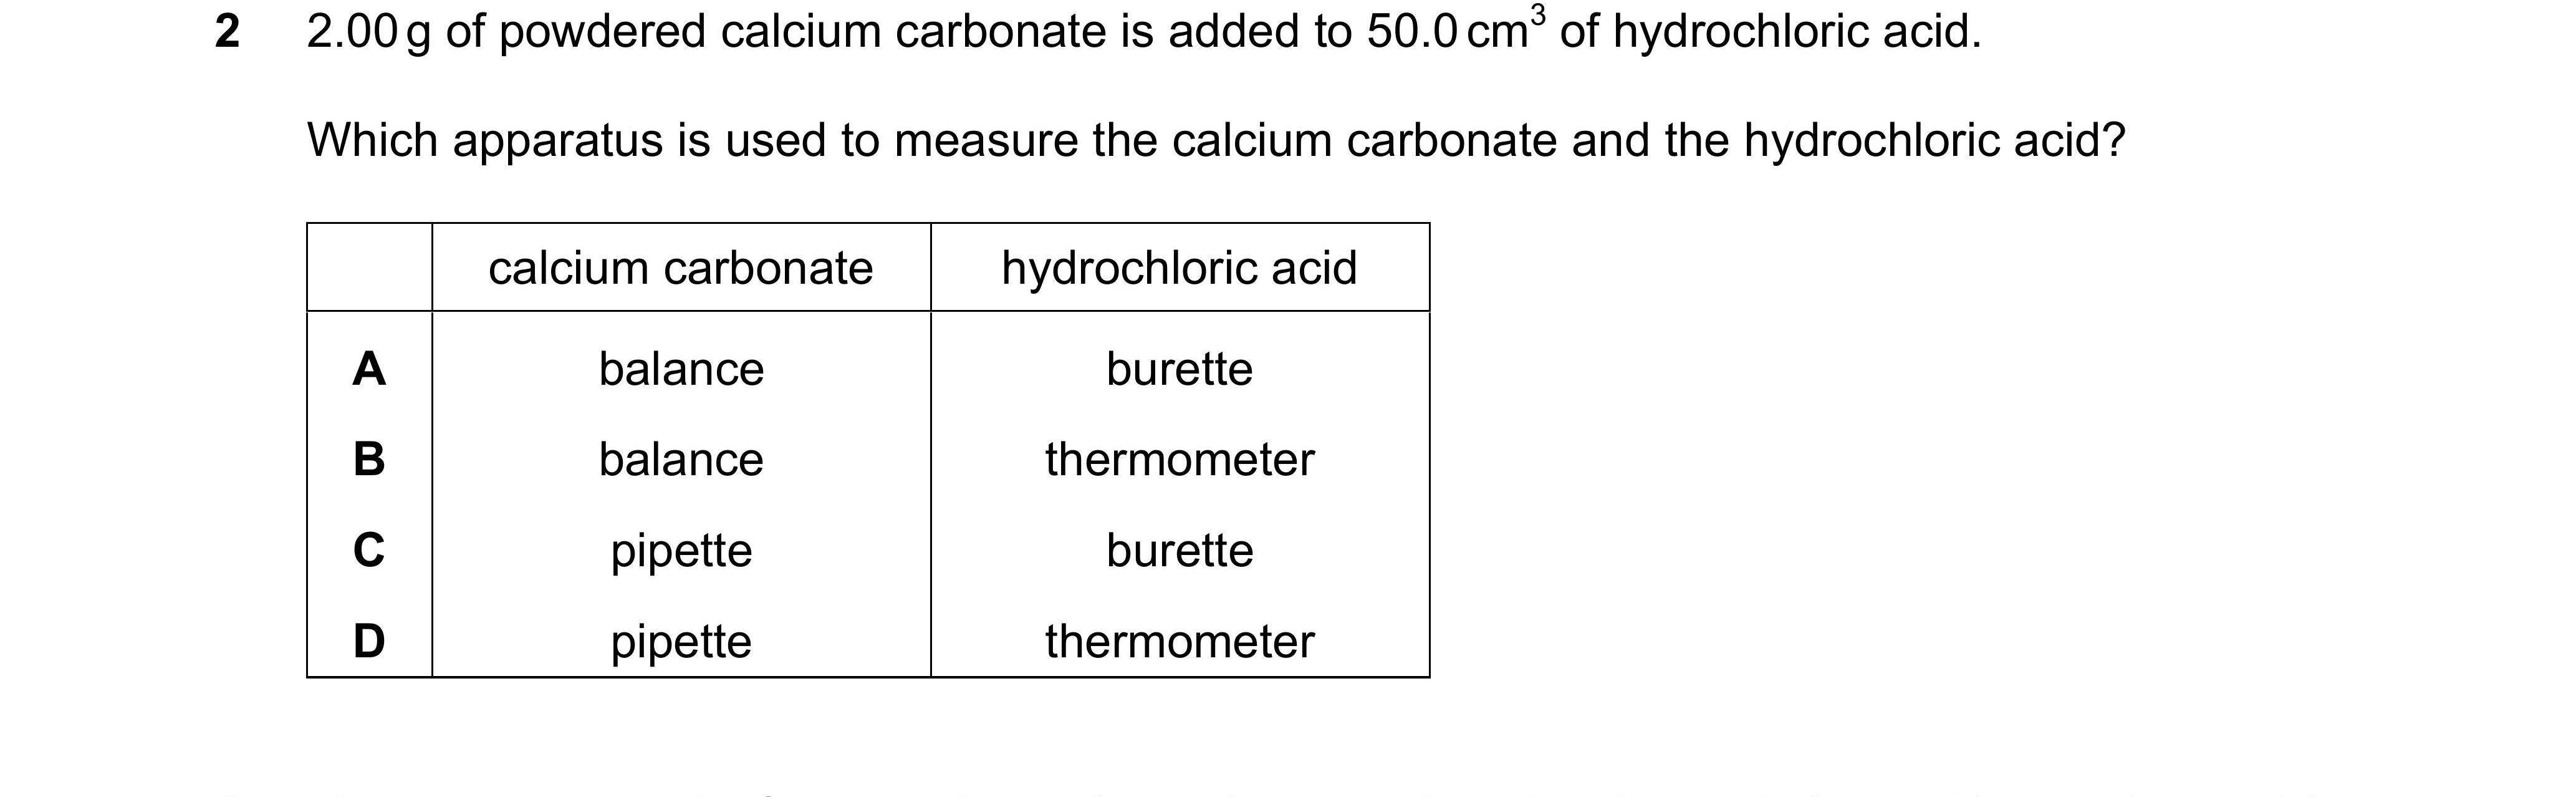 2 2.00 g of powdered calcium carbonate is added to 50.0 cm³ of hydrochloric acid.
Which apparatus is used to measure the calcium carbonate and the hydrochloric acid?
calcium carbonate hydrochloric acid
A balance burette
B balance thermometer
C pipette burette
D pipette thermometer